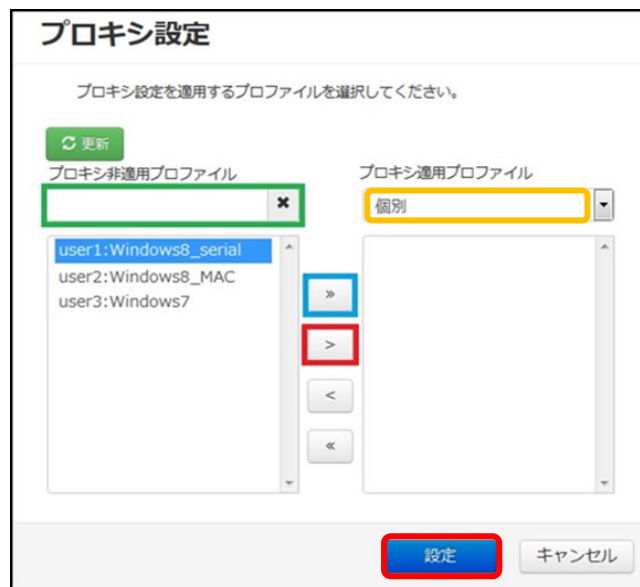 プロキシ設定
プロキシ設定を適用するプロファイルを選択してください。
更新
プロキシ非適用プロファイル
プロキシ適用プロファイル
個別
user1:Windows8_serial
user2:Windows8_MAC
user3:Windows7
»
>
<
«
設定
キャンセル